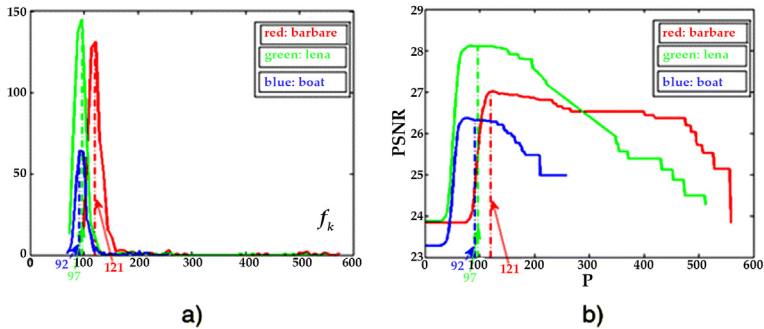 150
100
50
0
0
100
200
300
400
500
600
red: barbare
green: lena
blue: boat
fk
92
97
121
a)
29
28
27
26
25
24
23
PSNR
0
100
200
300
400
500
600
red: barbare
green: lena
blue: boat
92
97
121
P
b)